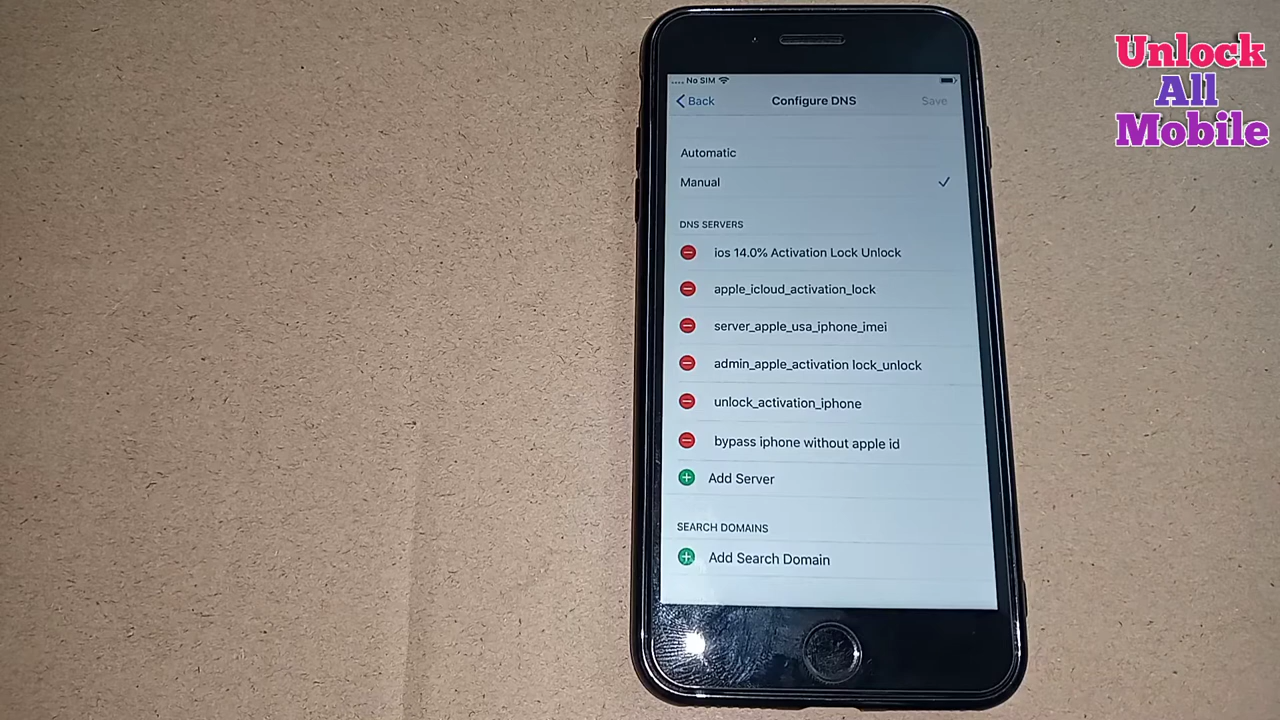 Unlock
All
Mobile
.... No SIM
Back Configure DNS Save
Automatic
Manual
DNS SERVERS
ios 14.0% Activation Lock Unlock
apple_icloud_activation_lock
server_apple_usa_iphone_imei
admin_apple_activation lock_unlock
unlock_activation_iphone
bypass iphone without apple id
Add Server
SEARCH DOMAINS
Add Search Domain